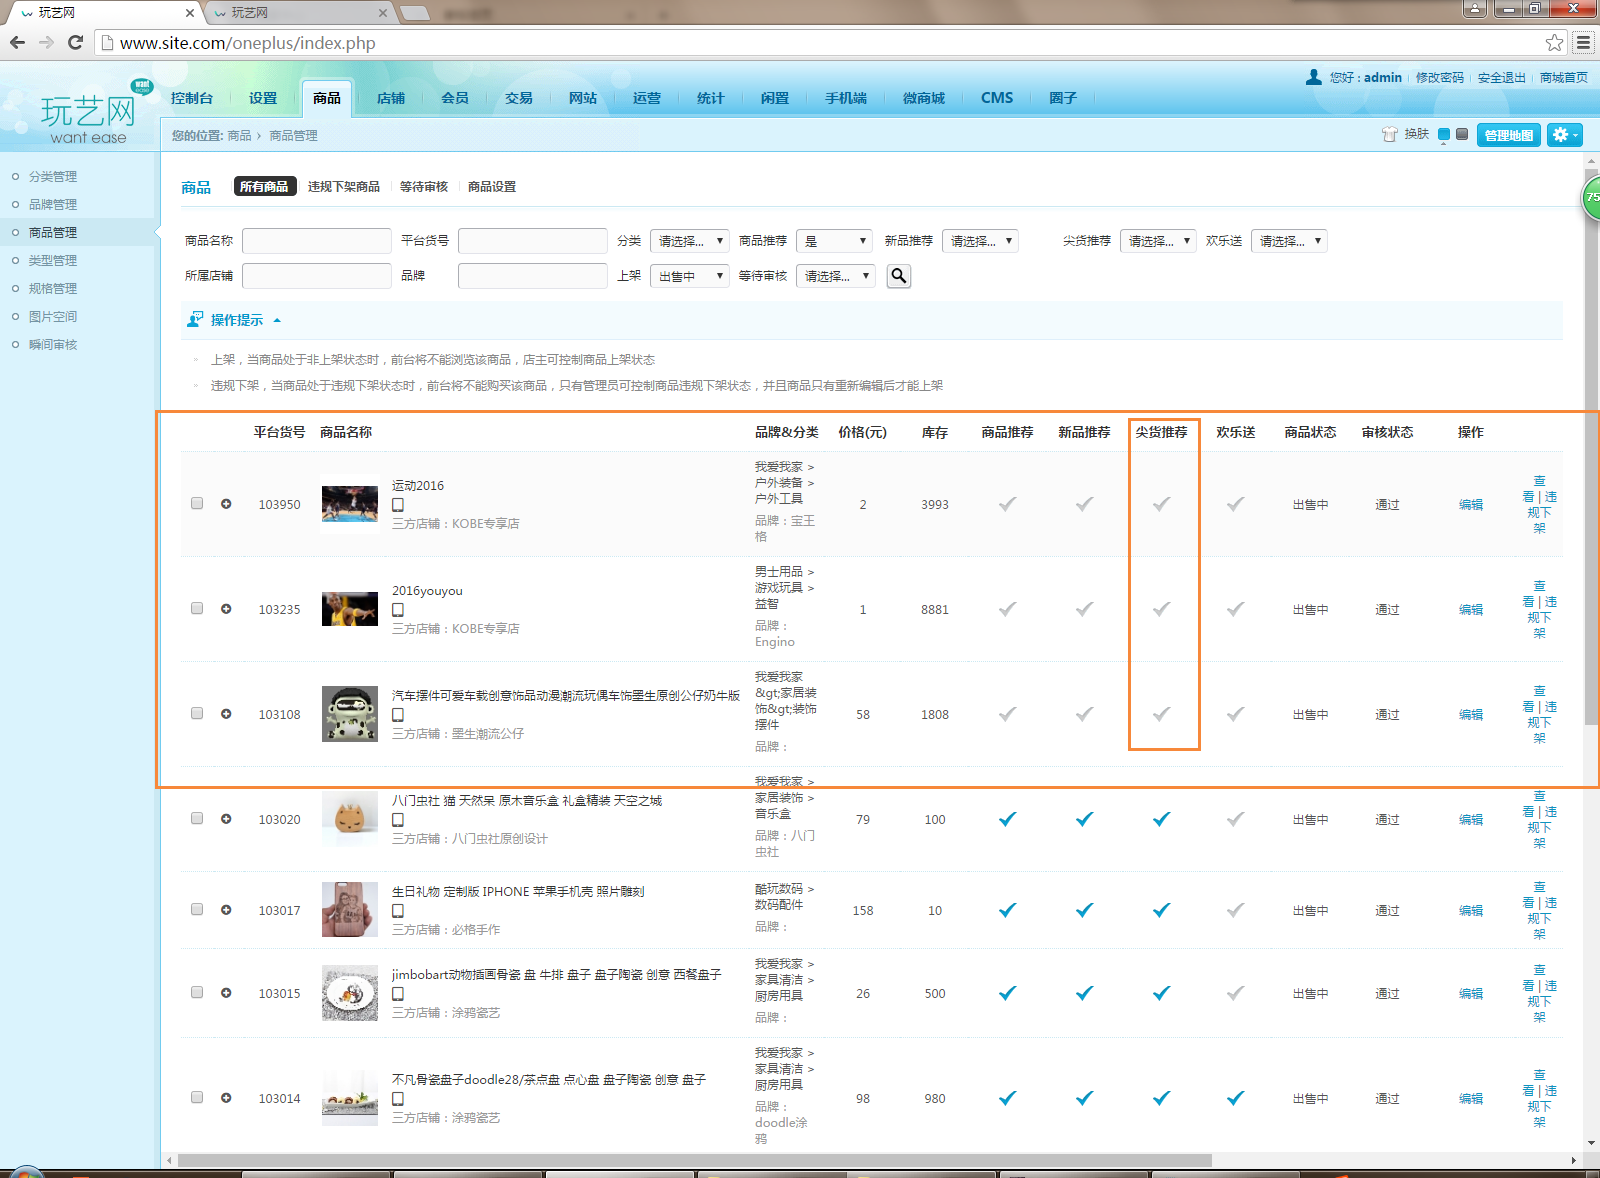 玩艺网
玩艺网
www.site.com/oneplus/index.php
您好 : admin 修改密码 安全退出 商城首页
want ease
玩艺网
want ease
控制台 设置 商品 店铺 会员 交易 网站 运营 统计 闲置 手机端 微商城 CMS 圈子
您的位置: 商品 › 商品管理
换肤 管理地图
分类管理
品牌管理
商品管理
类型管理
规格管理
图片空间
瞬间审核
商品 所有商品 违规下架商品 等待审核 商品设置
75
商品名称 平台货号 分类 请选择... 商品推荐 是 新品推荐 请选择... 尖货推荐 请选择... 欢乐送 请选择...
所属店铺 品牌 上架 出售中 等待审核 请选择...
操作提示
上架，当商品处于非上架状态时，前台将不能浏览该商品，店主可控制商品上架状态
违规下架，当商品处于违规下架状态时，前台将不能购买该商品，只有管理员可控制商品违规下架状态，并且商品只有重新编辑后才能上架
平台货号 商品名称 品牌&分类 价格(元) 库存 商品推荐 新品推荐 尖货推荐 欢乐送 商品状态 审核状态 操作
103950
运动2016
三方店铺：KOBE专享店
我爱我家 >
户外装备 >
户外工具
品牌：宝王
格
2 3993 出售中 通过 编辑
查
看 | 违
规下
架
103235
2016youyou
三方店铺：KOBE专享店
男士用品 >
游戏玩具 >
益智
品牌：
Engino
1 8881 出售中 通过 编辑
查
看 | 违
规下
架
103108
汽车摆件可爱车载创意饰品动漫潮流玩偶车饰墨生原创公仔奶牛版
三方店铺：墨生潮流公仔
我爱我家
&gt;家居装
饰&gt;装饰
摆件
品牌：
58 1808 出售中 通过 编辑
查
看 | 违
规下
架
103020
八门虫社 猫 天然呆 原木音乐盒 礼盒精装 天空之城
三方店铺：八门虫社原创设计
我爱我家 >
家居装饰 >
音乐盒
品牌：八门
虫社
79 100 出售中 通过 编辑
查
看 | 违
规下
架
103017
生日礼物 定制版 IPHONE 苹果手机壳 照片雕刻
三方店铺：必格手作
酷玩数码 >
数码配件
品牌：
158 10 出售中 通过 编辑
查
看 | 违
规下
架
103015
jimbobart动物插画骨瓷 盘 牛排 盘子 盘子陶瓷 创意 西餐盘子
三方店铺：涂鸦瓷艺
我爱我家 >
家具清洁 >
厨房用具
品牌：
26 500 出售中 通过 编辑
查
看 | 违
规下
架
103014
不凡骨瓷盘子doodle28/茶点盘 点心盘 盘子陶瓷 创意 盘子
三方店铺：涂鸦瓷艺
我爱我家 >
家具清洁 >
厨房用具
品牌：
doodle涂
鸦
98 980 出售中 通过 编辑
查
看 | 违
规下
架